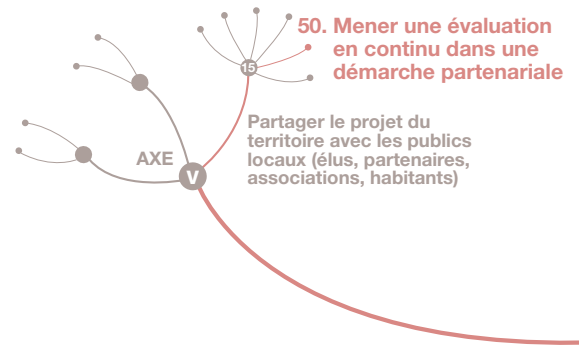 50. Mener une évaluation
en continu dans une
démarche partenariale
15
Partager le projet du
territoire avec les publics
locaux (élus, partenaires,
associations, habitants)
AXE
V